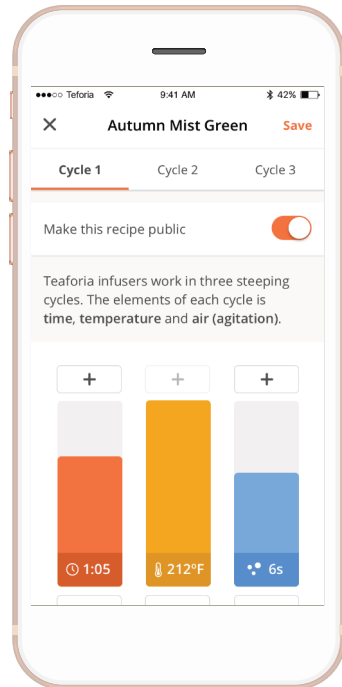 Teforia 9:41 AM 42%
Autumn Mist Green Save
Cycle 1 Cycle 2 Cycle 3
Make this recipe public
Teaforia infusers work in three steeping
cycles. The elements of each cycle is
time, temperature and air (agitation).
+ + +
1:05 212°F 6s